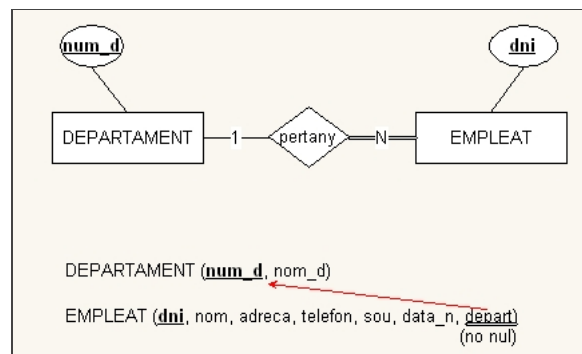 num_d
dni
DEPARTAMENT 1 pertany N EMPLEAT
DEPARTAMENT (num_d, nom_d)
EMPLEAT (dni, nom, adreca, telefon, sou, data_n, depart)
(no nul)